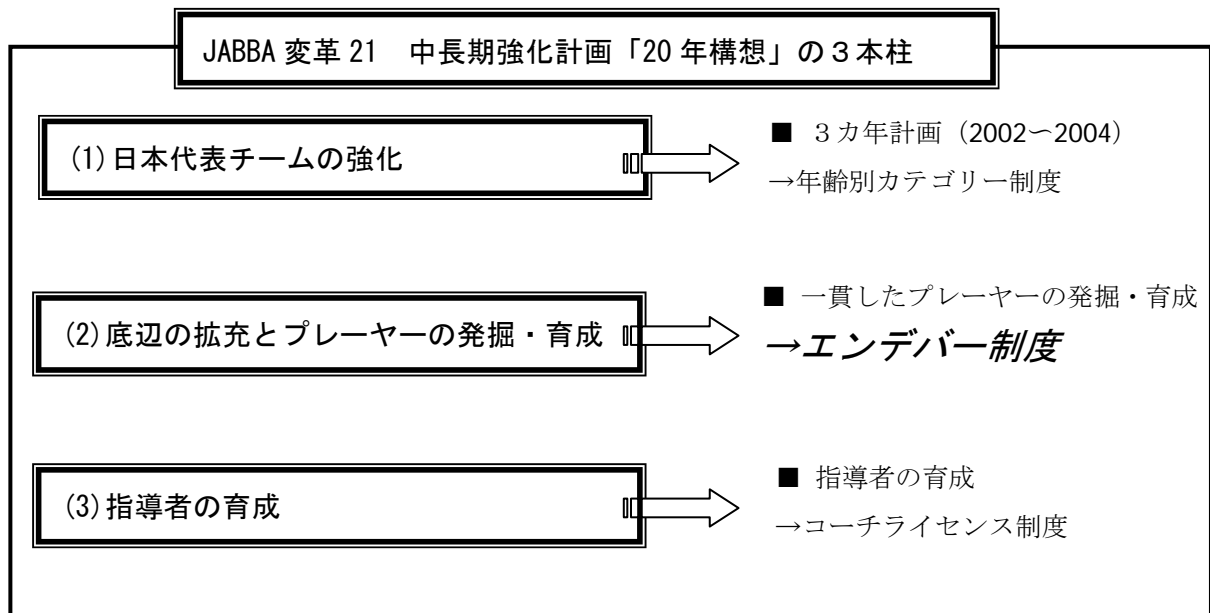 JABBA 変革 21　中長期強化計画「20 年構想」の３本柱
(1)日本代表チームの強化
■ ３カ年計画（2002〜2004）
→年齢別カテゴリー制度
(2)底辺の拡充とプレーヤーの発掘・育成
■ 一貫したプレーヤーの発掘・育成
→エンデバー制度
(3)指導者の育成
■ 指導者の育成
→コーチライセンス制度